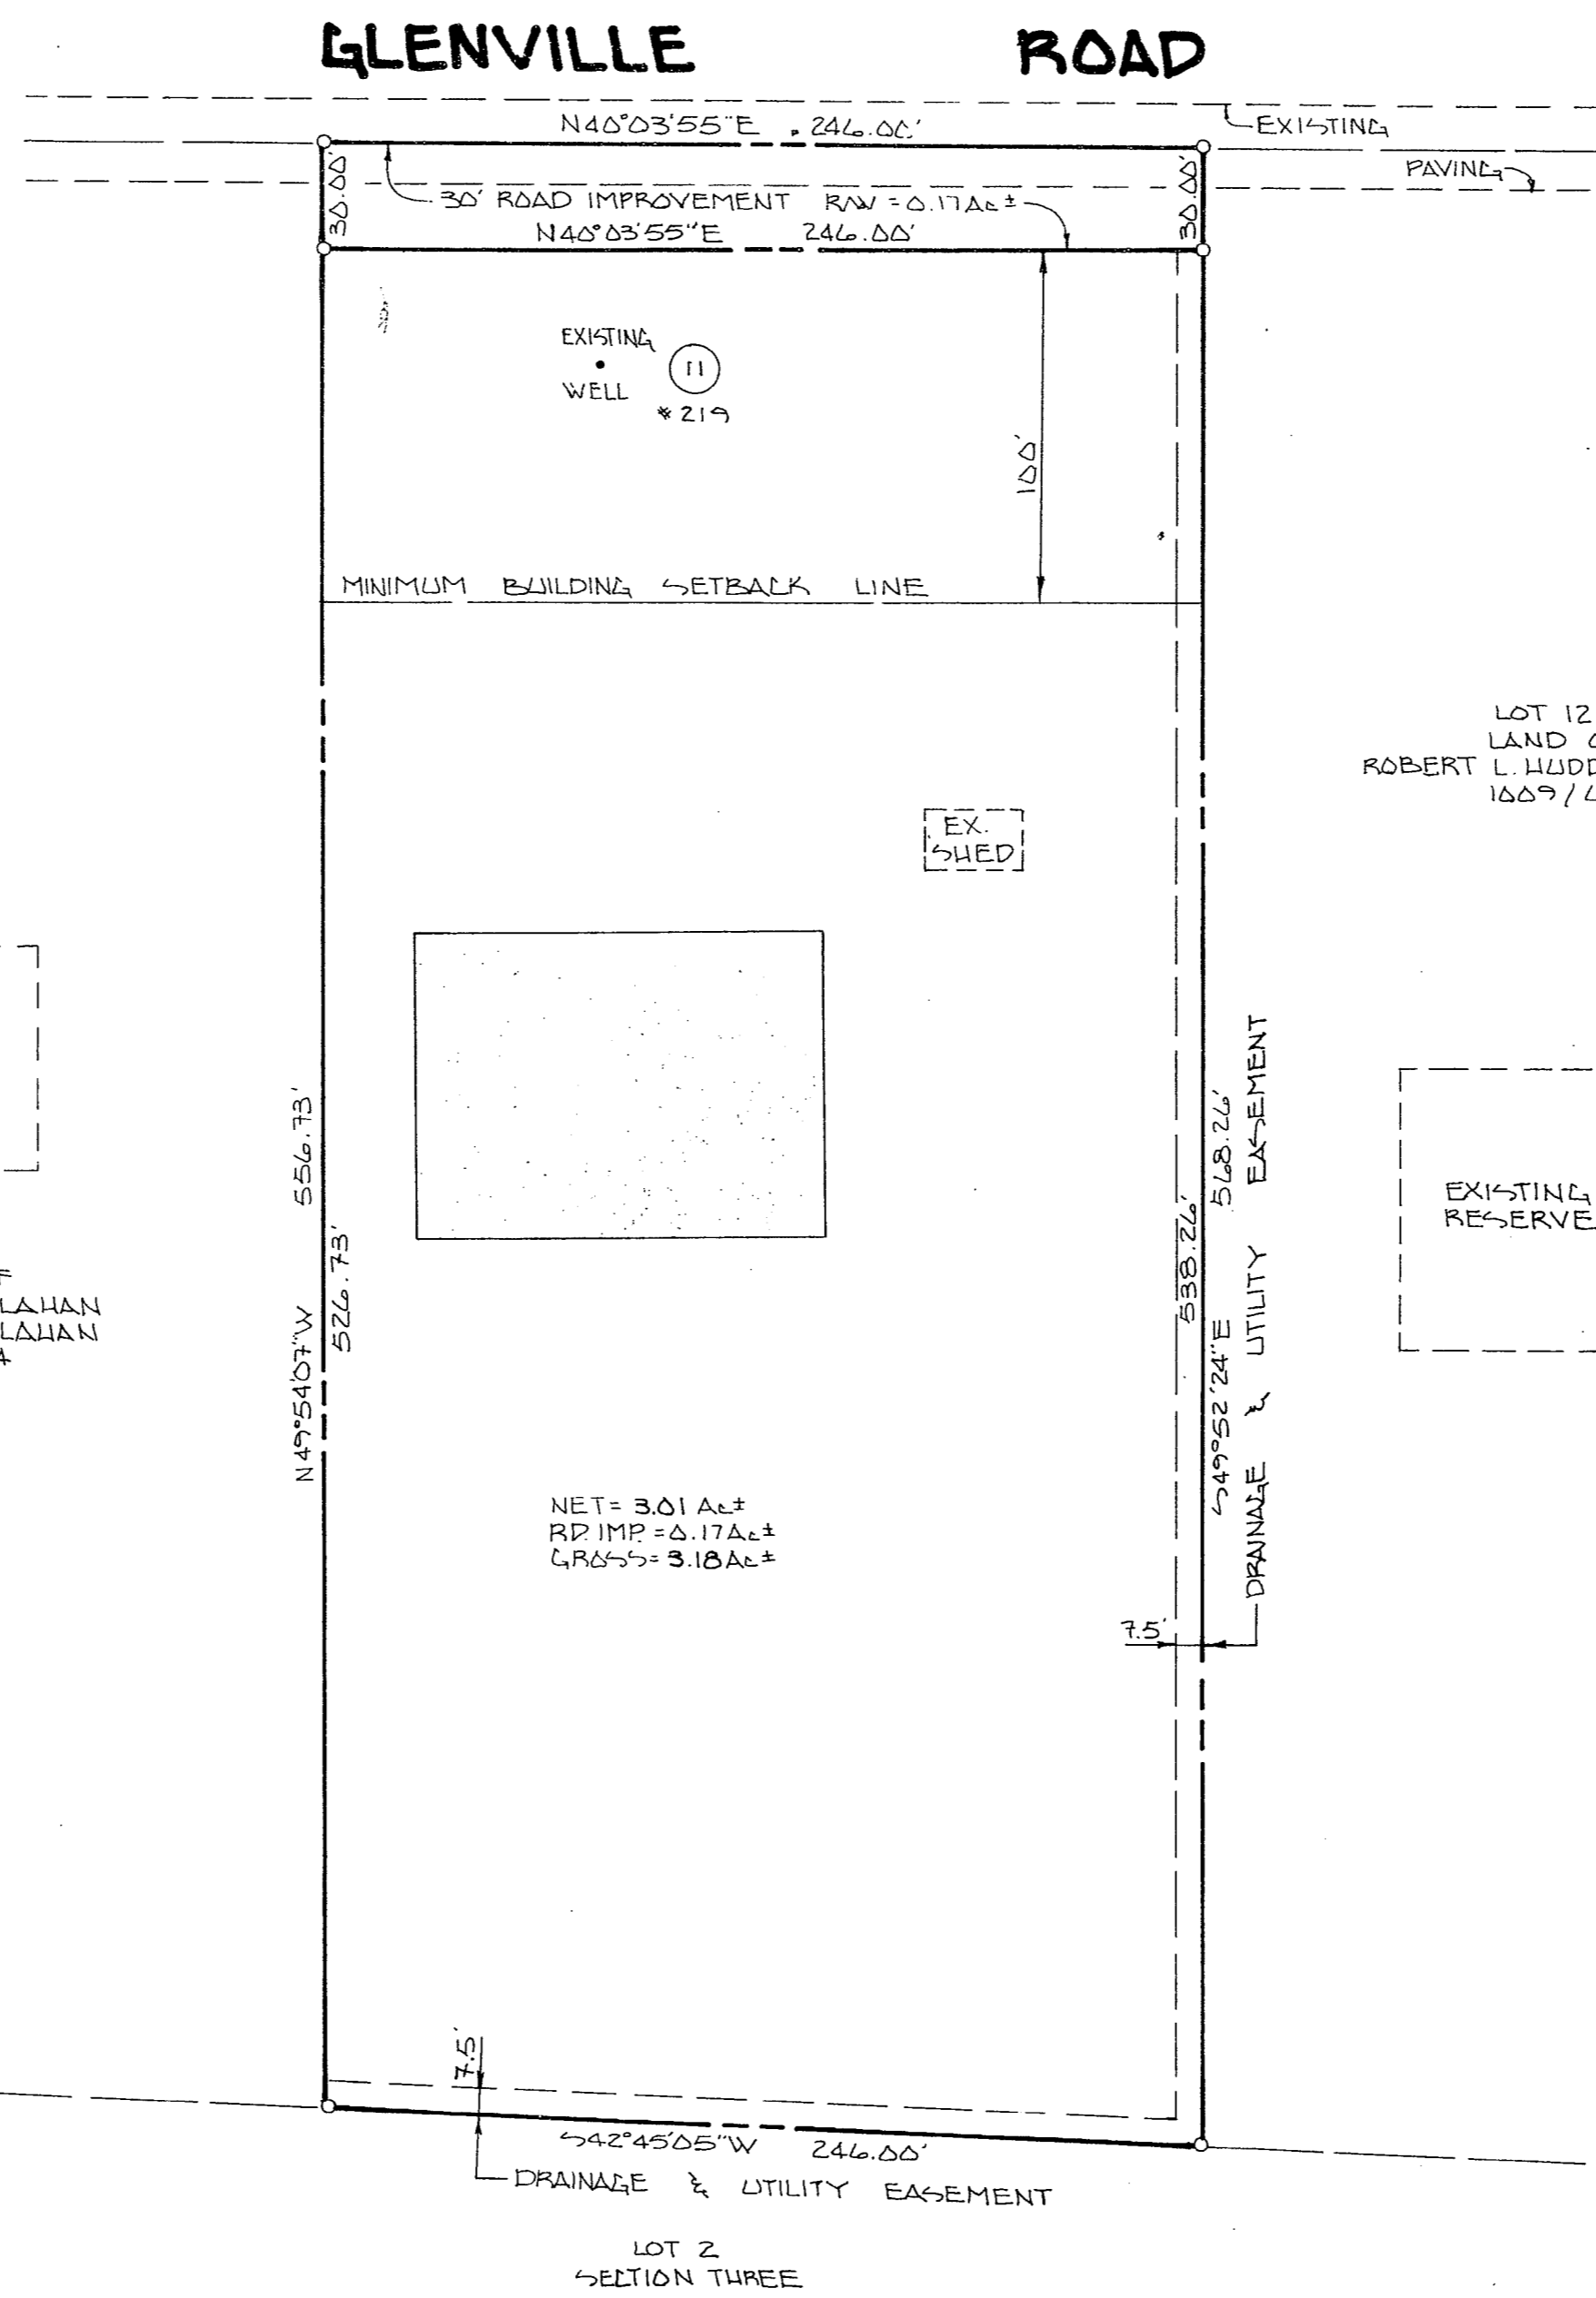 GLENVILLE ROAD
N40°03'55"E 246.00'
EXISTING
PAVING
30.00'
30' ROAD IMPROVEMENT R/W = 0.17Ac±
30.00'
N40°03'55"E 246.00'
EXISTING
WELL
11
*219
100'
MINIMUM BUILDING SETBACK LINE
LOT 12
LAND
ROBERT L. HUDD
1009/
EX.
SHED
N49°54'07"W 556.73'
526.73'
538.26'
S49°52'24"E 568.26'
DRAINAGE & UTILITY EASEMENT
EXISTING
RESERVE
LAHAN
LAHAN
NET= 3.01 Ac±
RD. IMP. = 0.17Ac±
GROSS= 3.18Ac±
7.5'
7.5'
S42°45'05"W 246.00'
DRAINAGE & UTILITY EASEMENT
LOT 2
SECTION THREE